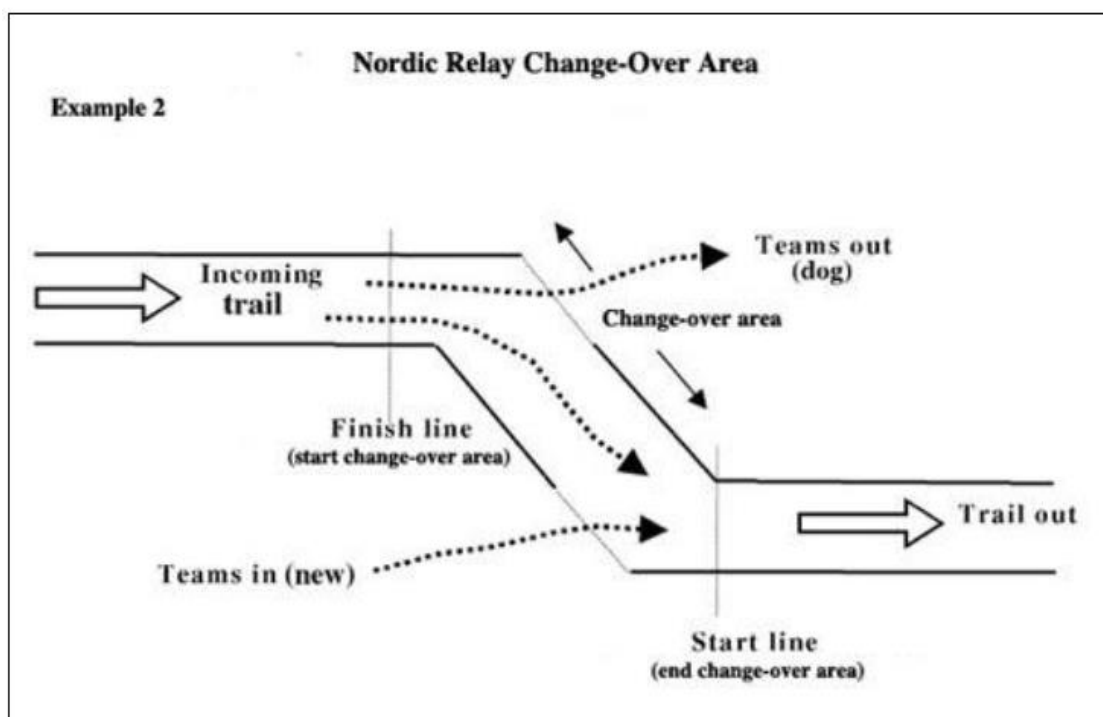 Nordic Relay Change-Over Area
Example 2
Incoming
trail
Teams out
(dog)
Change-over area
Finish line
(start change-over area)
Trail out
Teams in (new)
Start line
(end change-over area)